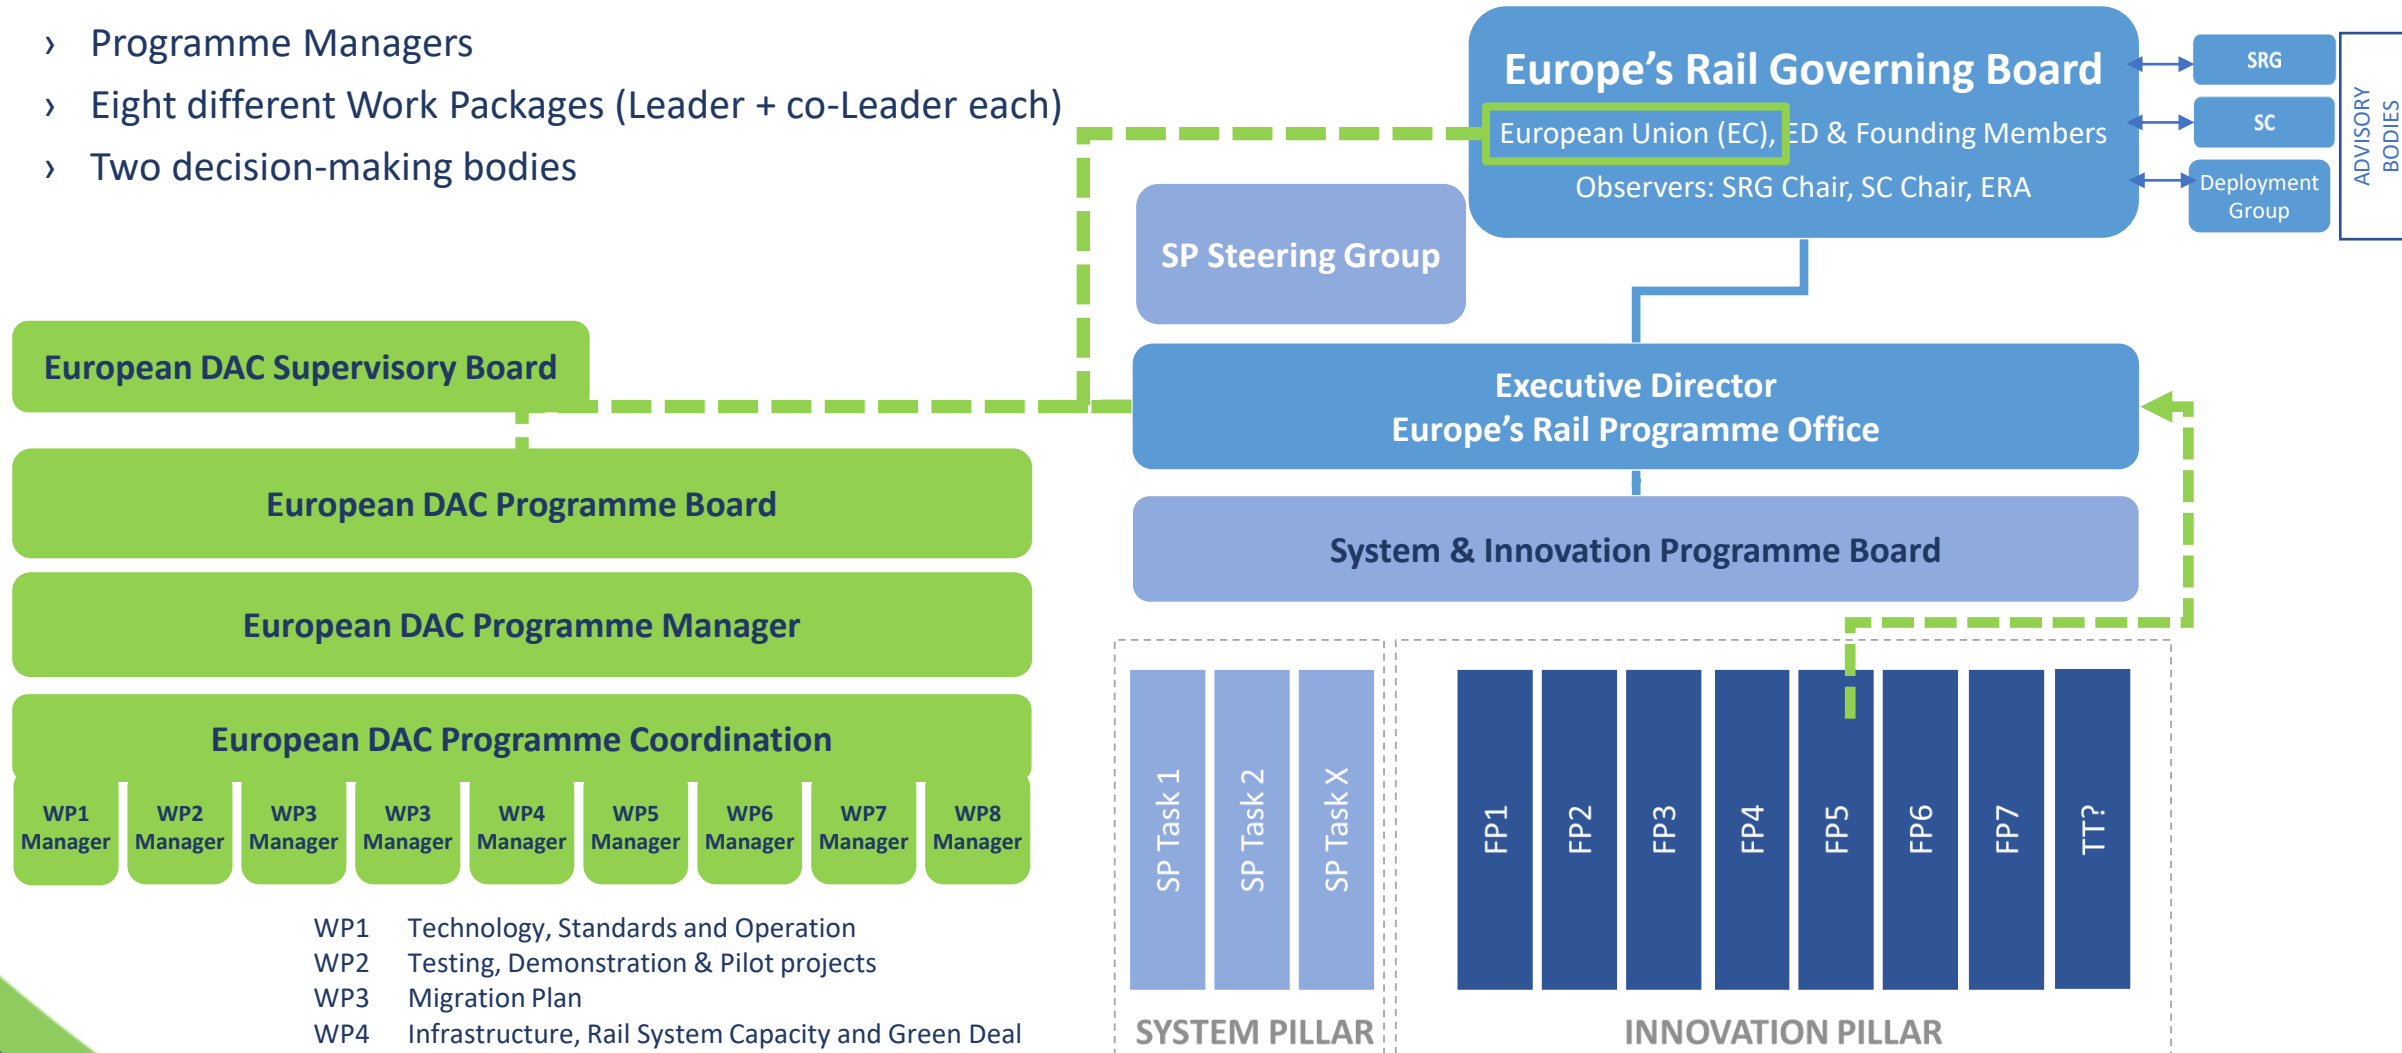 › Programme Managers
› Eight different Work Packages (Leader + co-Leader each)
› Two decision-making bodies
Europe's Rail Governing Board
European Union (EC), ED & Founding Members
Observers: SRG Chair, SC Chair, ERA
SRG
SC
Deployment
Group
ADVISORY
BODIES
SP Steering Group
European DAC Supervisory Board
Executive Director
Europe's Rail Programme Office
European DAC Programme Board
System & Innovation Programme Board
European DAC Programme Manager
European DAC Programme Coordination
WP1
Manager
WP2
Manager
WP3
Manager
WP3
Manager
WP4
Manager
WP5
Manager
WP6
Manager
WP7
Manager
WP8
Manager
SP Task 1
SP Task 2
SP Task X
FP1
FP2
FP3
FP4
FP5
FP6
FP7
TT?
WP1 Technology, Standards and Operation
WP2 Testing, Demonstration & Pilot projects
WP3 Migration Plan
WP4 Infrastructure, Rail System Capacity and Green Deal
SYSTEM PILLAR
INNOVATION PILLAR